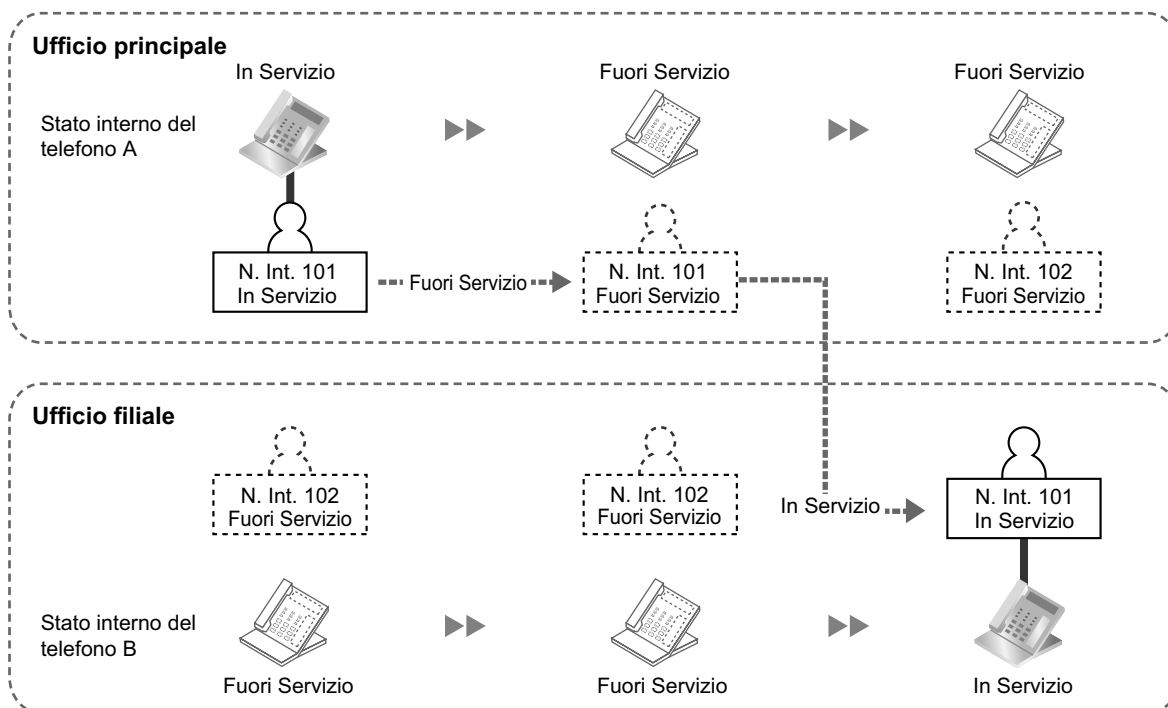 Ufficio principale
In Servizio
Fuori Servizio
Fuori Servizio
Stato interno del
telefono A
N. Int. 101
In Servizio
Fuori Servizio
N. Int. 101
Fuori Servizio
N. Int. 102
Fuori Servizio
Ufficio filiale
N. Int. 102
Fuori Servizio
N. Int. 102
Fuori Servizio
In Servizio
N. Int. 101
In Servizio
Stato interno del
telefono B
Fuori Servizio
Fuori Servizio
In Servizio